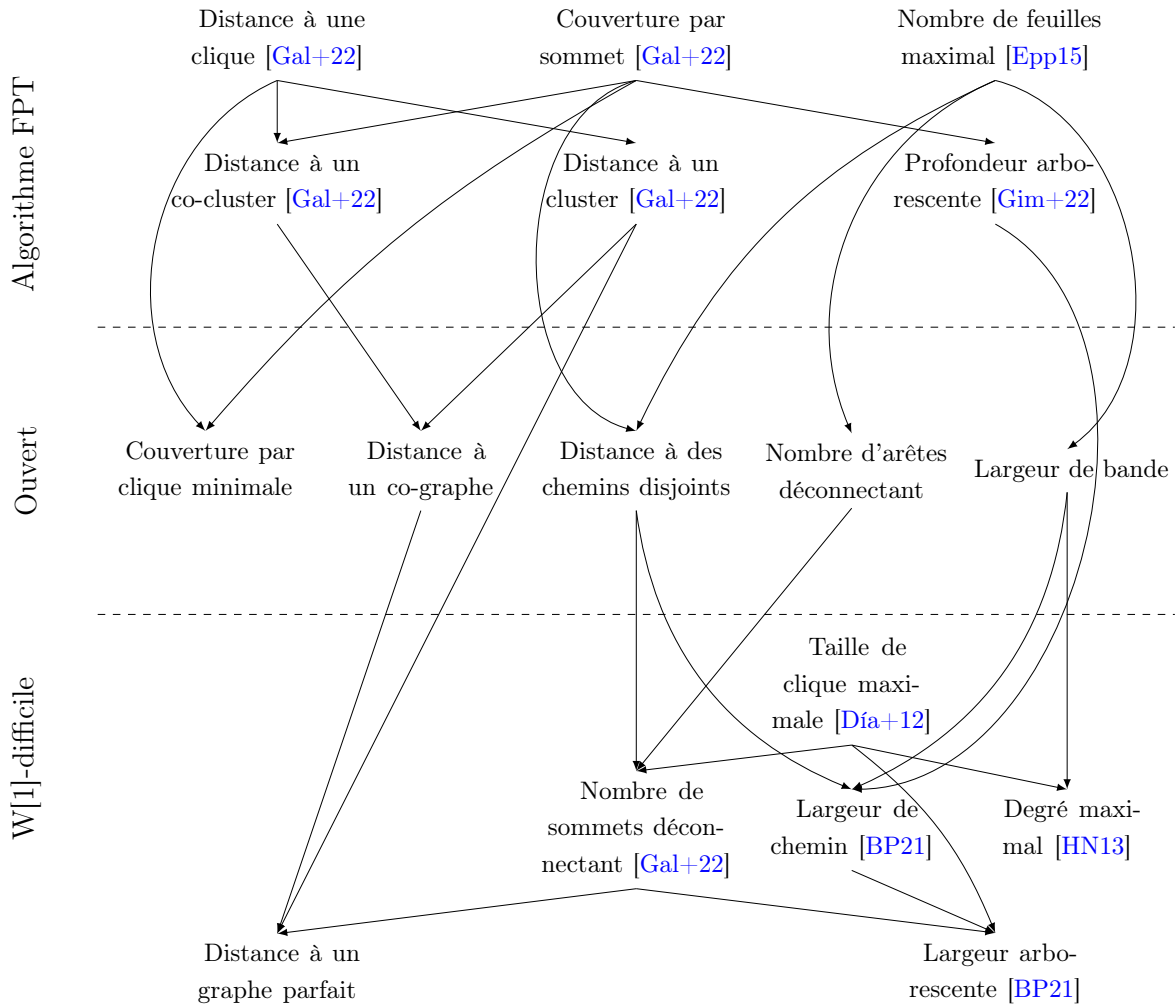 Distance à une
clique [Gal+22]
Couverture par
sommet [Gal+22]
Nombre de feuilles
maximal [Epp15]
Algorithme FPT
Distance à un
co-cluster [Gal+22]
Distance à un
cluster [Gal+22]
Profondeur arbo-
rescente [Gim+22]
Ouvert
Couverture par
clique minimale
Distance à
un co-graphe
Distance à des
chemins disjoints
Nombre d'arêtes
déconnectant
Largeur de bande
W[1]-difficile
Taille de
clique maxi-
male [Día+12]
Nombre de
sommets décon-
nectant [Gal+22]
Largeur de
chemin [BP21]
Degré maxi-
mal [HN13]
Distance à un
graphe parfait
Largeur arbo-
rescente [BP21]